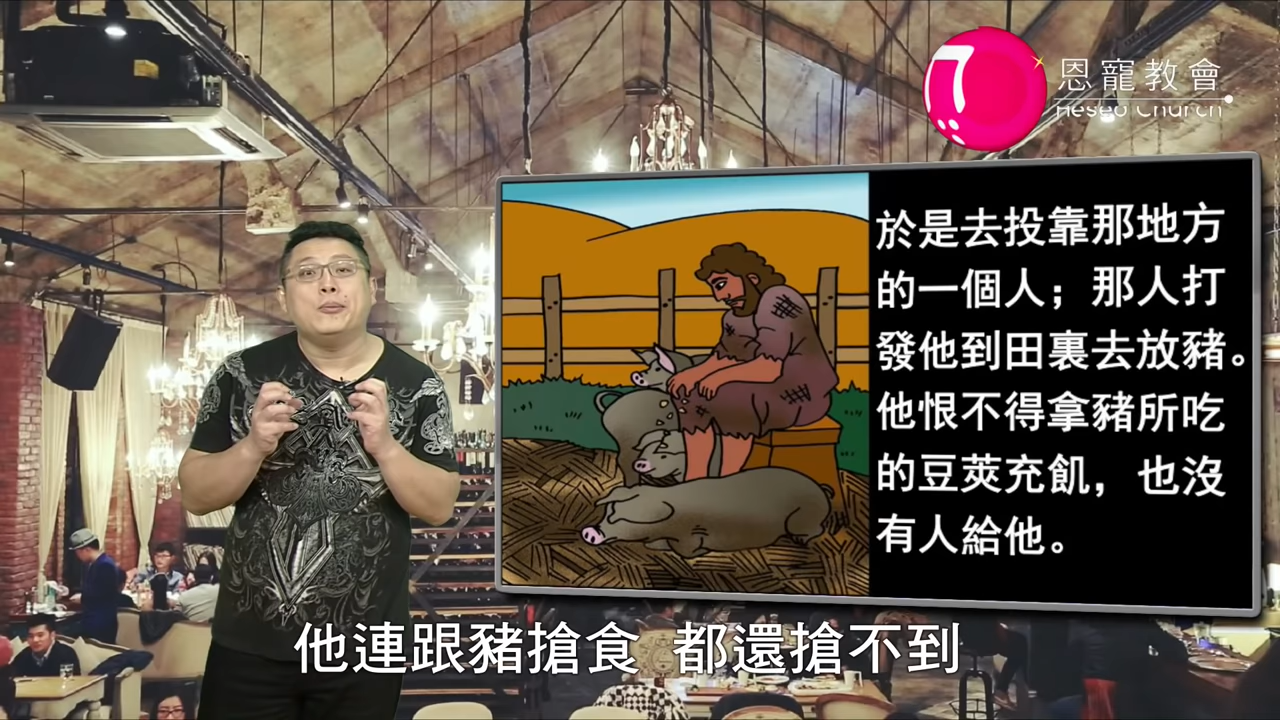 恩寵教會
Hesed Church
於是去投靠那地方
的一個人；那人打
發他到田裏去放豬。
他恨不得拿豬所吃
的豆莢充飢，也沒
有人給他。
他連跟豬搶食 都還搶不到